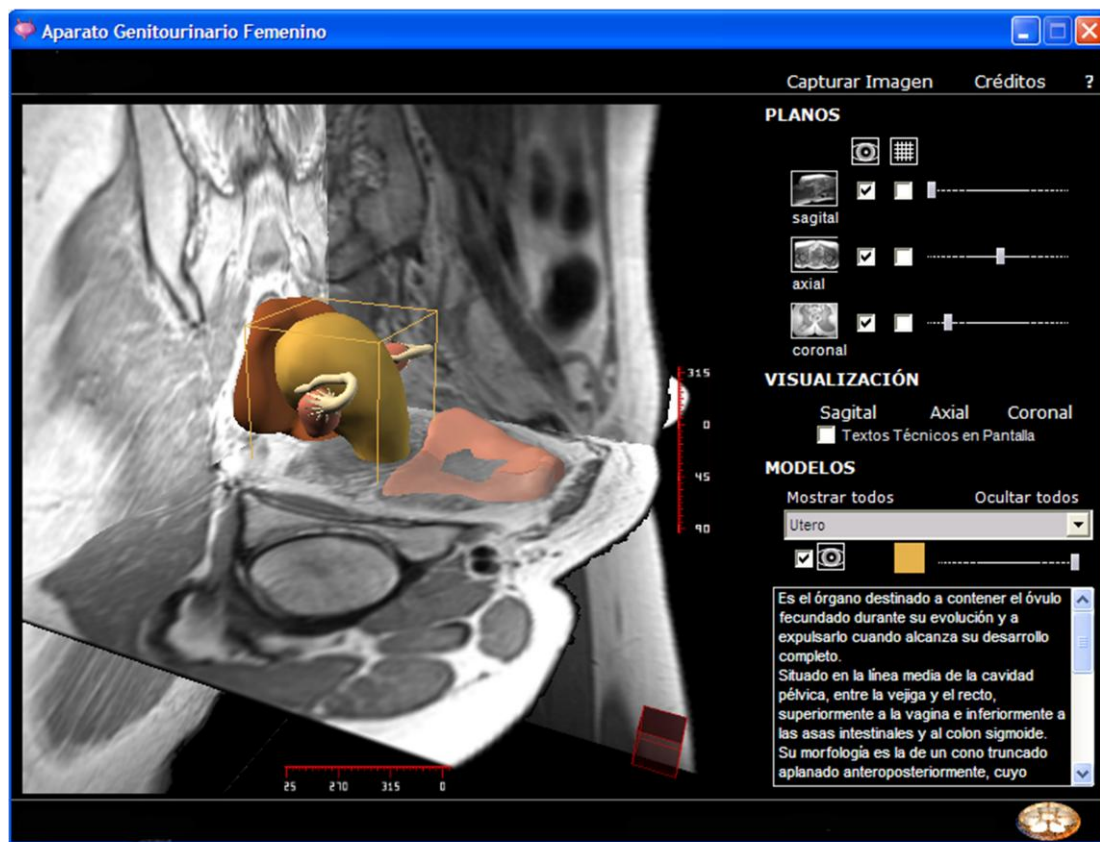 Aparato Genitourinario Femenino
Capturar Imagen Créditos ?
PLANOS
sagital
axial
coronal
315
0
45
90
VISUALIZACIÓN
Sagital Axial Coronal
Textos Técnicos en Pantalla
MODELOS
Mostrar todos Ocultar todos
Utero
Es el órgano destinado a contener el óvulo
fecundado durante su evolución y a
expulsarlo cuando alcanza su desarrollo
completo.
Situado en la línea media de la cavidad
pélvica, entre la vejiga y el recto,
superiormente a la vagina e inferiormente a
las asas intestinales y al colon sigmoide.
Su morfología es la de un cono truncado
aplanado anteroposteriormente, cuyo
25 270 315 0